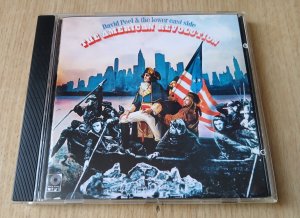 David Peel & the lower east side
THE AMERICAN REVOLUTION